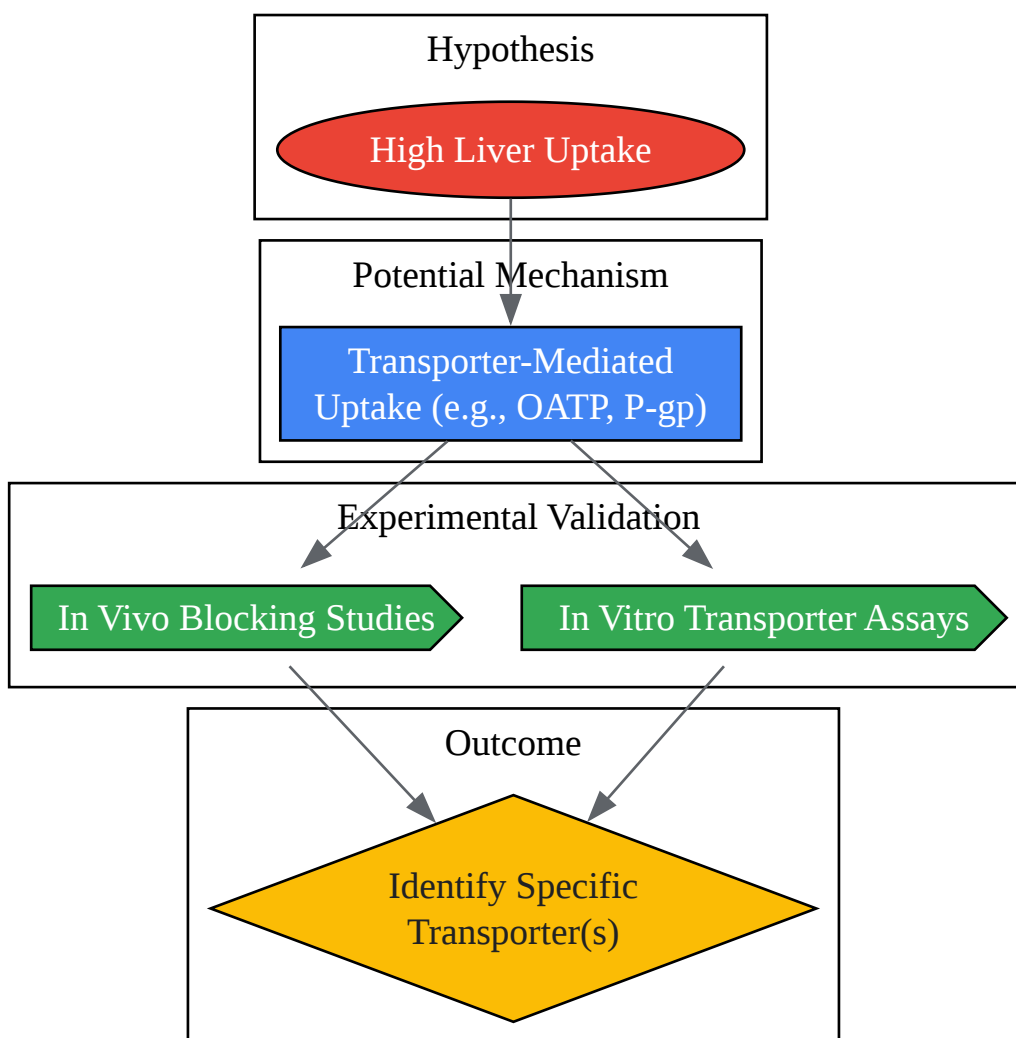 Hypothesis
High Liver Uptake
Potential Mechanism
Transporter-Mediated
Uptake (e.g., OATP, P-gp)
Experimental Validation
In Vivo Blocking Studies
In Vitro Transporter Assays
Outcome
Identify Specific
Transporter(s)